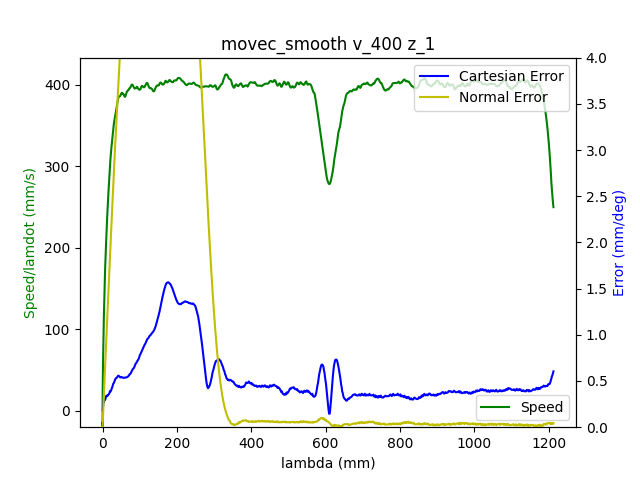 movec_smooth v_400 z_1
Cartesian Error
Normal Error
Speed
Speed/lamdot (mm/s)
400
300
200
100
0
4.0
3.5
3.0
2.5
2.0
1.5
1.0
0.5
0.0
Error (mm/deg)
0 200 400 600 800 1000 1200
lambda (mm)